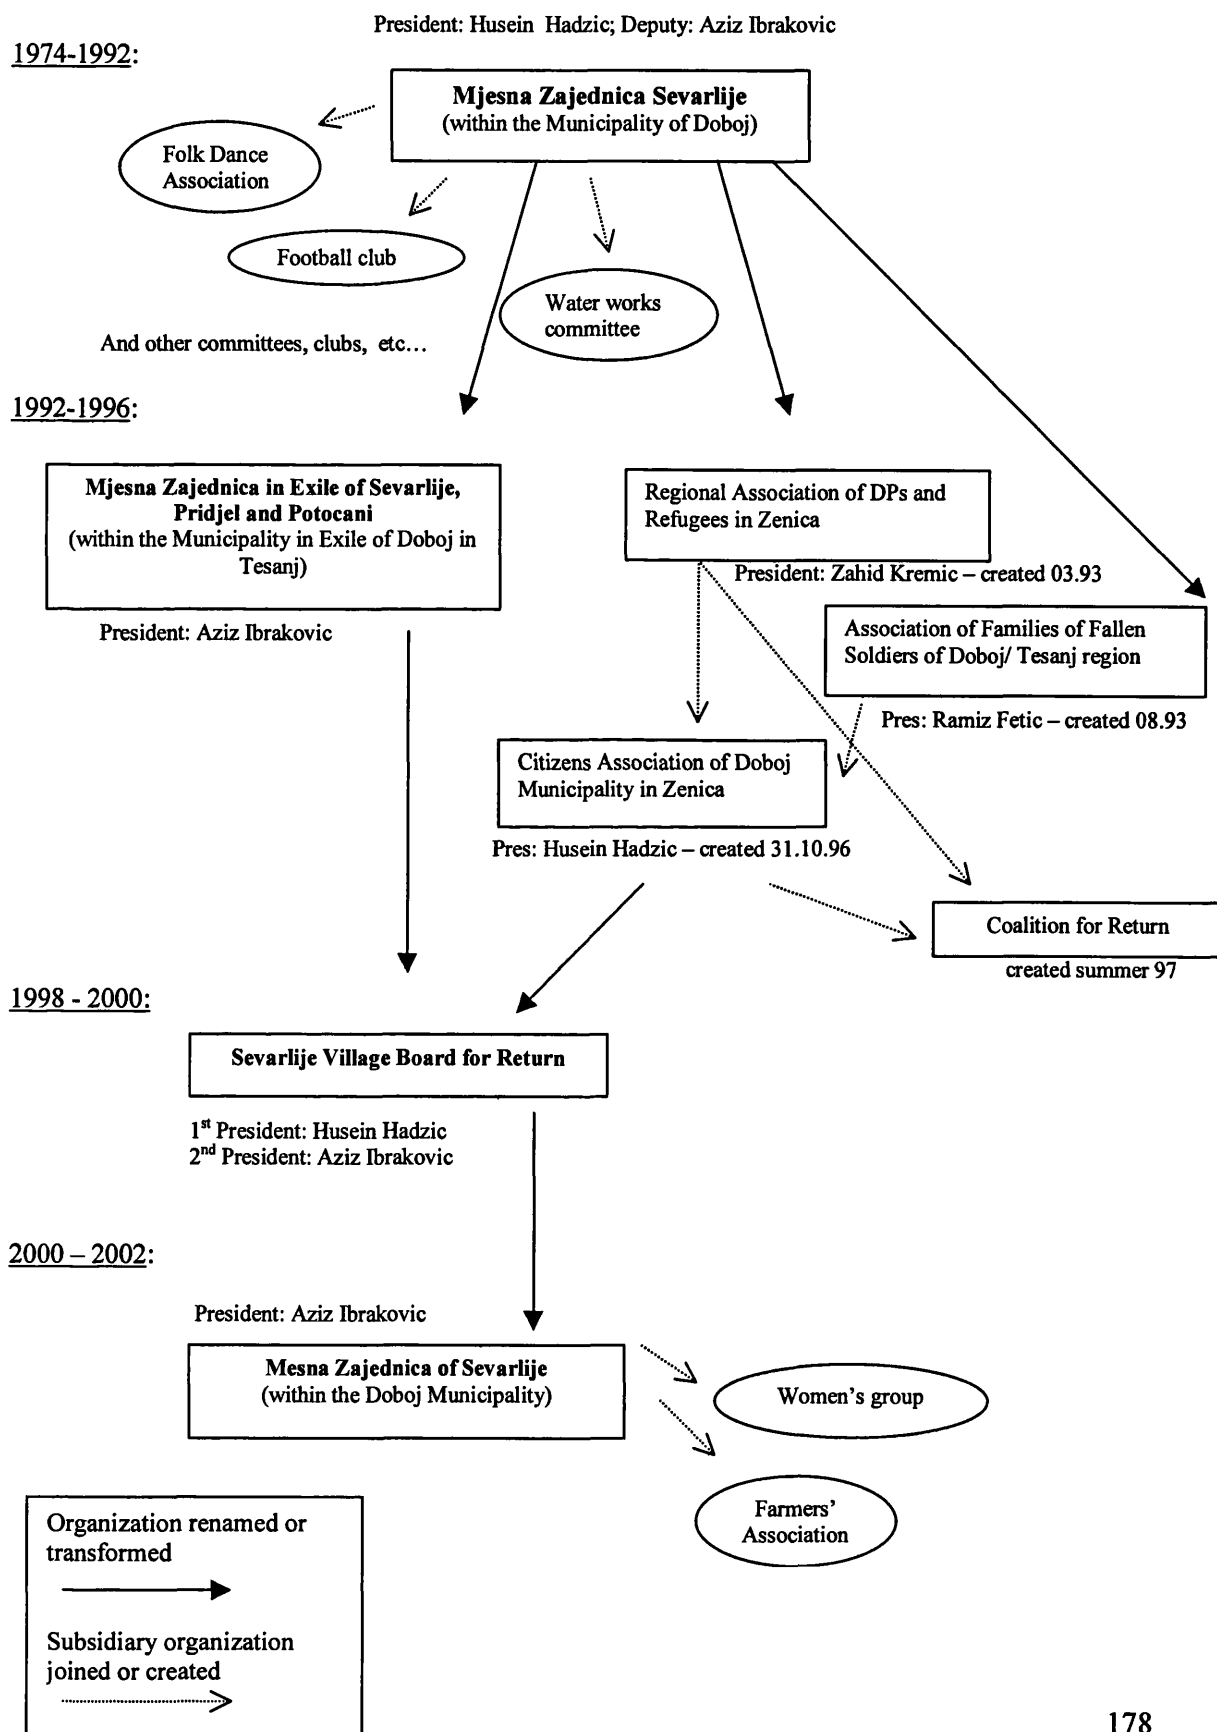 President: Husein Hadzic; Deputy: Aziz Ibrakovic
1974-1992:
Mjesna Zajednica Sevarlije
(within the Municipality of Doboj)
Folk Dance
Association
Football club
Water works
committee
And other committees, clubs, etc...
1992-1996:
Mjesna Zajednica in Exile of Sevarlije,
Pridjel and Potocani
(within the Municipality in Exile of Doboj in
Tesanj)
President: Aziz Ibrakovic
Regional Association of DPs and
Refugees in Zenica
President: Zahid Kremic – created 03.93
Association of Families of Fallen
Soldiers of Doboj/ Tesanj region
Pres: Ramiz Fetic – created 08.93
Citizens Association of Doboj
Municipality in Zenica
Pres: Husein Hadzic – created 31.10.96
Coalition for Return
created summer 97
1998 - 2000:
Sevarlije Village Board for Return
1st President: Husein Hadzic
2nd President: Aziz Ibrakovic
2000 – 2002:
President: Aziz Ibrakovic
Mesna Zajednica of Sevarlije
(within the Doboj Municipality)
Women's group
Farmers'
Association
Organization renamed or
transformed
Subsidiary organization
joined or created
178